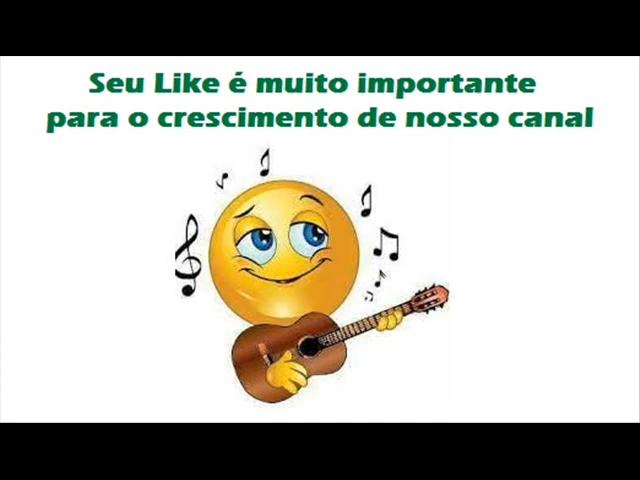 Seu Like é muito importante
para o crescimento de nosso canal